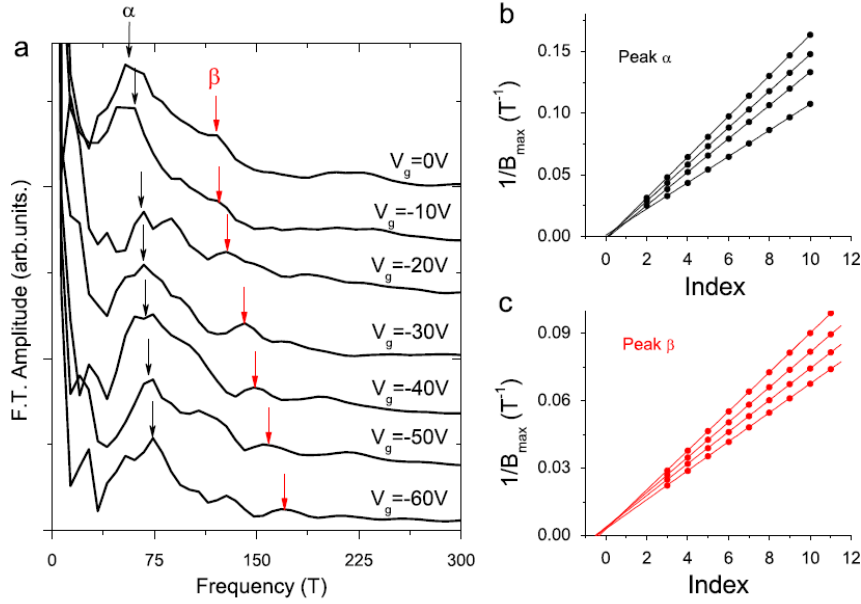 a
α
β
V_g=0V
V_g=-10V
V_g=-20V
V_g=-30V
V_g=-40V
V_g=-50V
V_g=-60V
F.T. Amplitude (arb.units.)
0 75 150 225 300
Frequency (T)
b
Peak α
0.15
0.10
0.05
0.00
1/B_max (T^-1)
0 2 4 6 8 10 12
Index
c
Peak β
0.09
0.06
0.03
0.00
1/B_max (T^-1)
0 2 4 6 8 10 12
Index